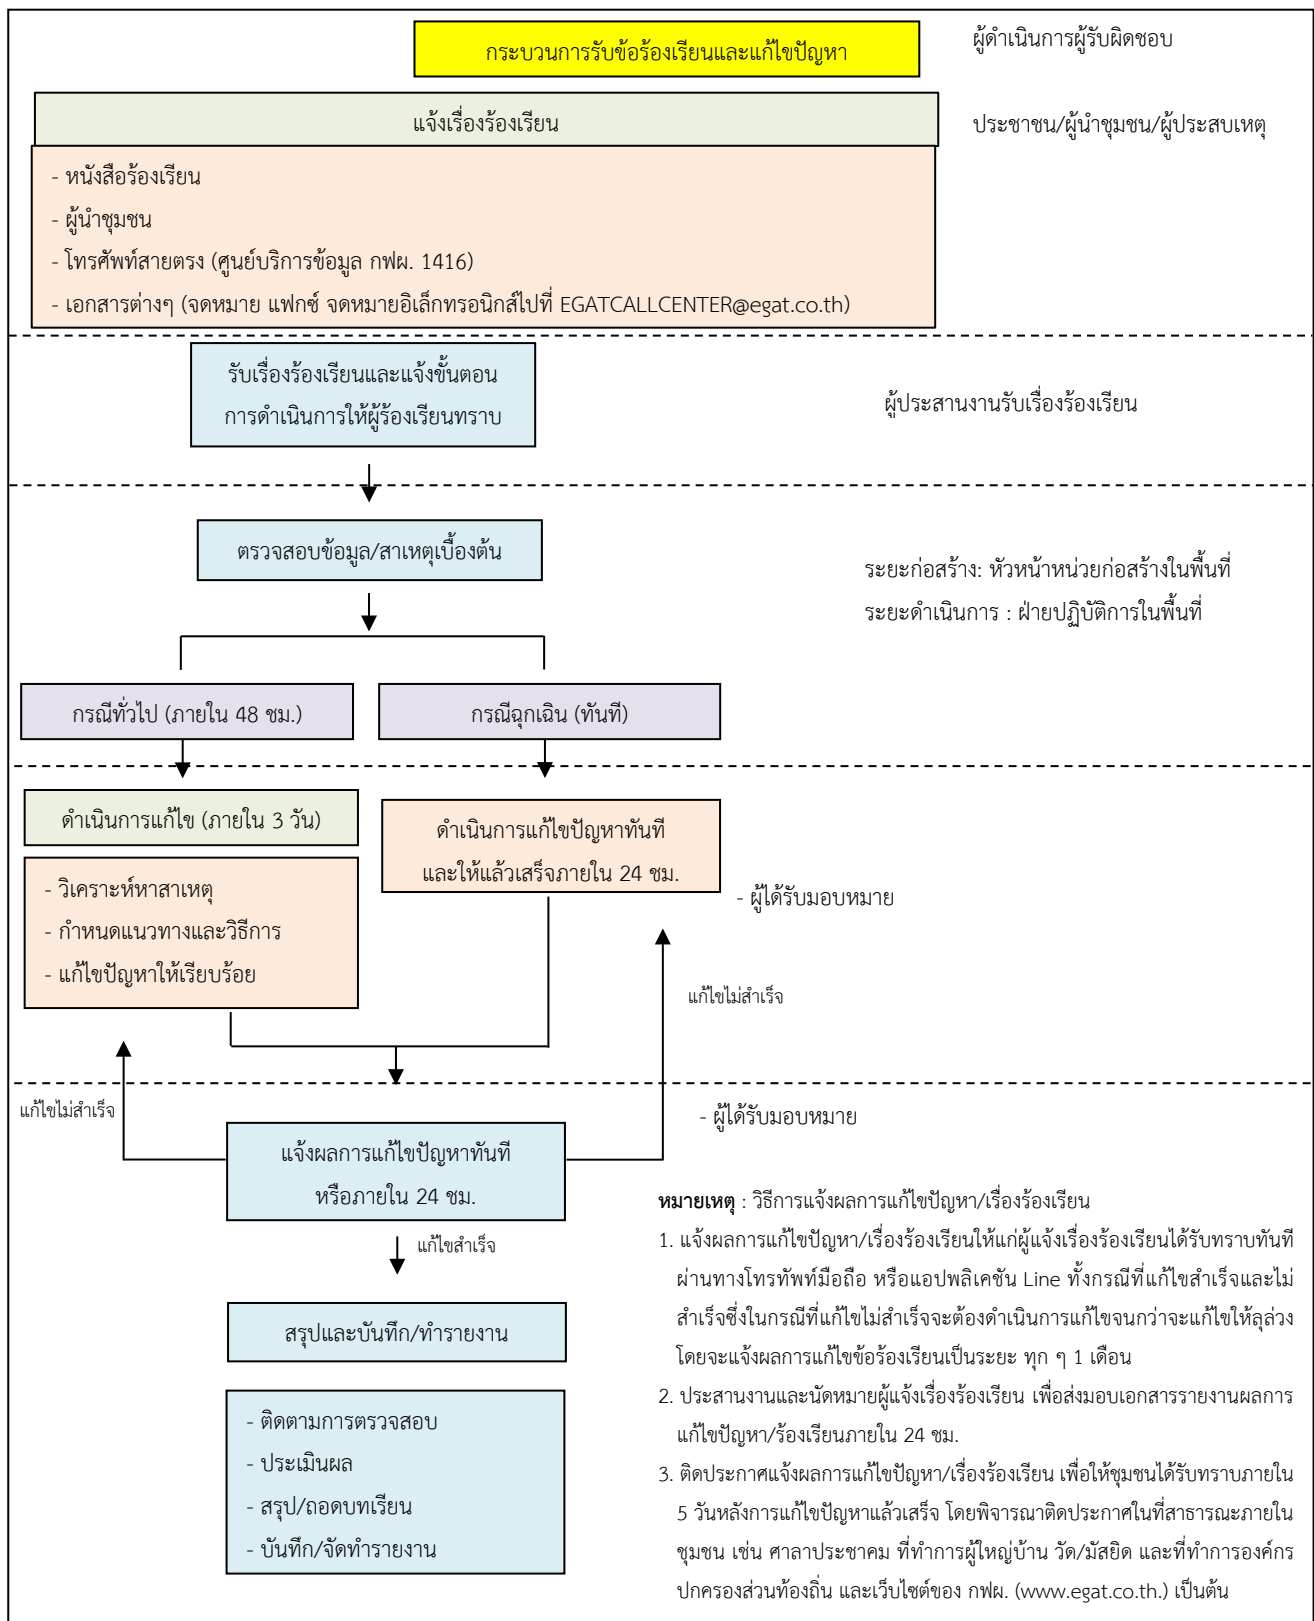 กระบวนการรับข้อร้องเรียนและแก้ไขปัญหา
ผู้ดำเนินการผู้รับผิดชอบ
แจ้งเรื่องร้องเรียน
ประชาชน/ผู้นำชุมชน/ผู้ประสบเหตุ
- หนังสือร้องเรียน
- ผู้นำชุมชน
- โทรศัพท์สายตรง (ศูนย์บริการข้อมูล กฟผ. 1416)
- เอกสารต่างๆ (จดหมาย แฟกซ์ จดหมายอิเล็กทรอนิกส์ไปที่ EGATCALLCENTER@egat.co.th)
รับเรื่องร้องเรียนและแจ้งขั้นตอน
การดำเนินการให้ผู้ร้องเรียนทราบ
ผู้ประสานงานรับเรื่องร้องเรียน
ตรวจสอบข้อมูล/สาเหตุเบื้องต้น
ระยะก่อสร้าง: หัวหน้าหน่วยก่อสร้างในพื้นที่
ระยะดำเนินการ : ฝ่ายปฏิบัติการในพื้นที่
กรณีทั่วไป (ภายใน 48 ชม.)
กรณีฉุกเฉิน (ทันที)
ดำเนินการแก้ไข (ภายใน 3 วัน)
- วิเคราะห์หาสาเหตุ
- กำหนดแนวทางและวิธีการ
- แก้ไขปัญหาให้เรียบร้อย
ดำเนินการแก้ไขปัญหาทันที
และให้แล้วเสร็จภายใน 24 ชม.
- ผู้ได้รับมอบหมาย
แก้ไขไม่สำเร็จ
แก้ไขไม่สำเร็จ
- ผู้ได้รับมอบหมาย
แจ้งผลการแก้ไขปัญหาทันที
หรือภายใน 24 ชม.
แก้ไขสำเร็จ
สรุปและบันทึก/ทำรายงาน
- ติดตามการตรวจสอบ
- ประเมินผล
- สรุป/ถอดบทเรียน
- บันทึก/จัดทำรายงาน
หมายเหตุ : วิธีการแจ้งผลการแก้ไขปัญหา/เรื่องร้องเรียน
1. แจ้งผลการแก้ไขปัญหา/เรื่องร้องเรียนให้แก่ผู้แจ้งเรื่องร้องเรียนได้รับทราบทันที
ผ่านทางโทรทัพท์มือถือ หรือแอปพลิเคชัน Line ทั้งกรณีที่แก้ไขสำเร็จและไม่
สำเร็จซึ่งในกรณีที่แก้ไขไม่สำเร็จจะต้องดำเนินการแก้ไขจนกว่าจะแก้ไขให้ลุล่วง
โดยจะแจ้งผลการแก้ไขข้อร้องเรียนเป็นระยะ ทุก ๆ 1 เดือน
2. ประสานงานและนัดหมายผู้แจ้งเรื่องร้องเรียน เพื่อส่งมอบเอกสารรายงานผลการ
แก้ไขปัญหา/ร้องเรียนภายใน 24 ชม.
3. ติดประกาศแจ้งผลการแก้ไขปัญหา/เรื่องร้องเรียน เพื่อให้ชุมชนได้รับทราบภายใน
5 วันหลังการแก้ไขปัญหาแล้วเสร็จ โดยพิจารณาติดประกาศในที่สาธารณะภายใน
ชุมชน เช่น ศาลาประชาคม ที่ทำการผู้ใหญ่บ้าน วัด/มัสยิด และที่ทำการองค์กร
ปกครองส่วนท้องถิ่น และเว็บไซต์ของ กฟผ. (www.egat.co.th.) เป็นต้น